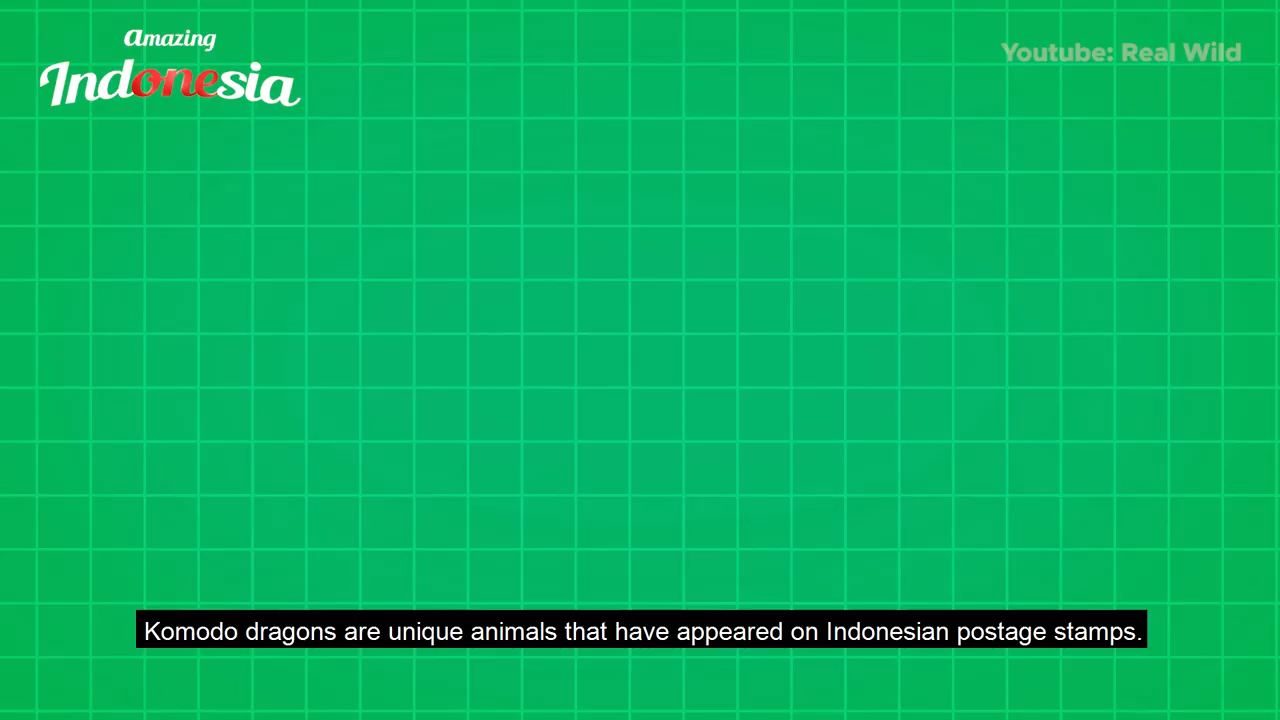 Amazing
Indonesia
Youtube: Real Wild
Komodo dragons are unique animals that have appeared on Indonesian postage stamps.